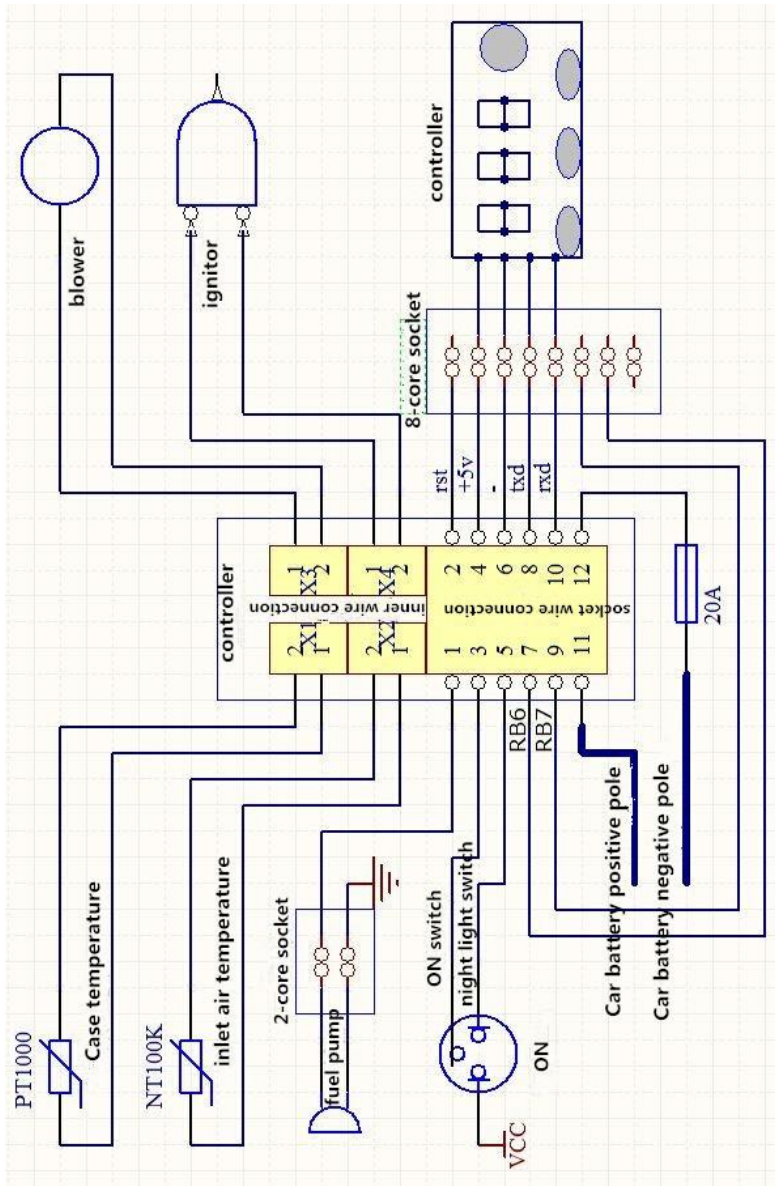 blower
ignitor
controller
8-core socket
rst
+5v
-
txd
rxd
controller
X3
1
2
X4
1
2
2
4
6
8
10
12
inner wire connection
socket wire connection
X1
2
1
X2
2
1
1
3
5
7
9
11
20A
RB6
RB7
Car battery positive pole
Car battery negative pole
PT1000
Case temperature
NT100K
inlet air temperature
2-core socket
fuel pump
ON switch
night light switch
ON
VCC